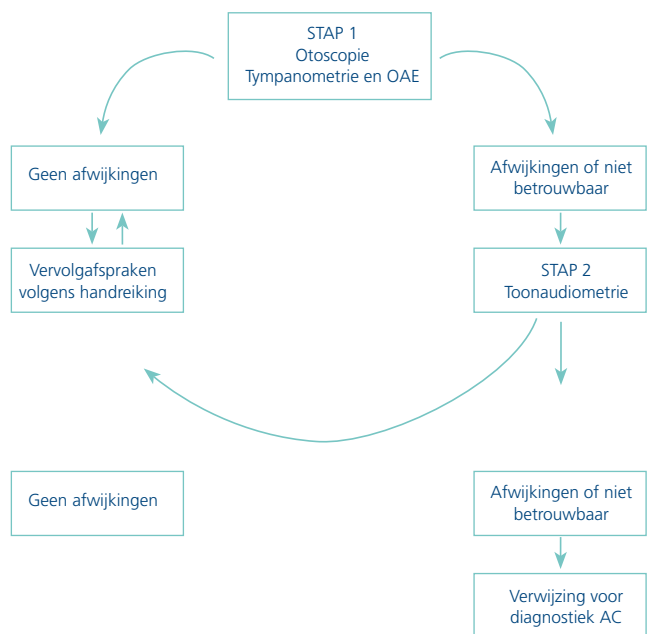 STAP 1
Otoscopie
Tympanometrie en OAE
Geen afwijkingen
Afwijkingen of niet
betrouwbaar
Vervolgafspraken
volgens handreiking
STAP 2
Toonaudiometrie
Geen afwijkingen
Afwijkingen of niet
betrouwbaar
Verwijzing voor
diagnostiek AC